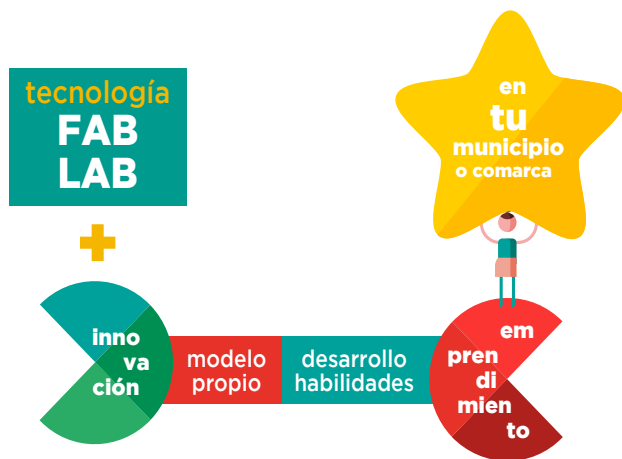 tecnología
FAB
LAB
en
tu
municipio
o comarca
inno
va
ción
modelo
propio
desarrollo
habilidades
em
pren
di
mien
to